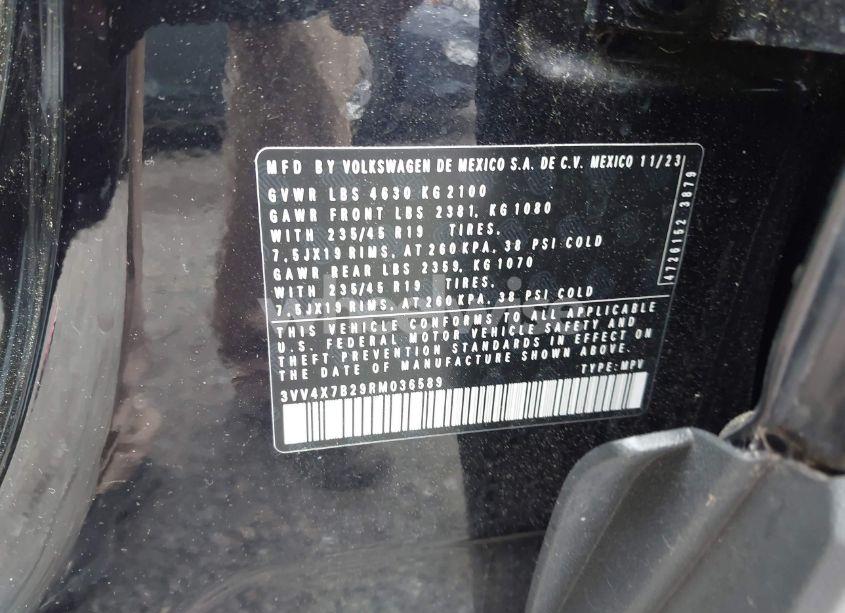 MFD BY VOLKSWAGEN DE MEXICO S.A. DE C.V. MEXICO 11/23
GVWR LBS 4630 KG 2100
GAWR FRONT LBS 2381, KG 1080
WITH 235/45 R19 TIRES.
7,5JX19 RIMS, AT 260 KPA, 38 PSI COLD
GAWR REAR LBS 2359, KG 1070
WITH 235/45 R19 TIRES.
7,5JX19 RIMS, AT 260 KPA, 38 PSI COLD
THIS VEHICLE CONFORMS TO ALL APPLICABLE
U.S. FEDERAL MOTOR VEHICLE SAFETY AND
THEFT PREVENTION STANDARDS IN EFFECT ON
THE DATE OF MANUFACTURE SHOWN ABOVE.
TYPE: MPV
3VV4X7B29RM036589
4726152 3879